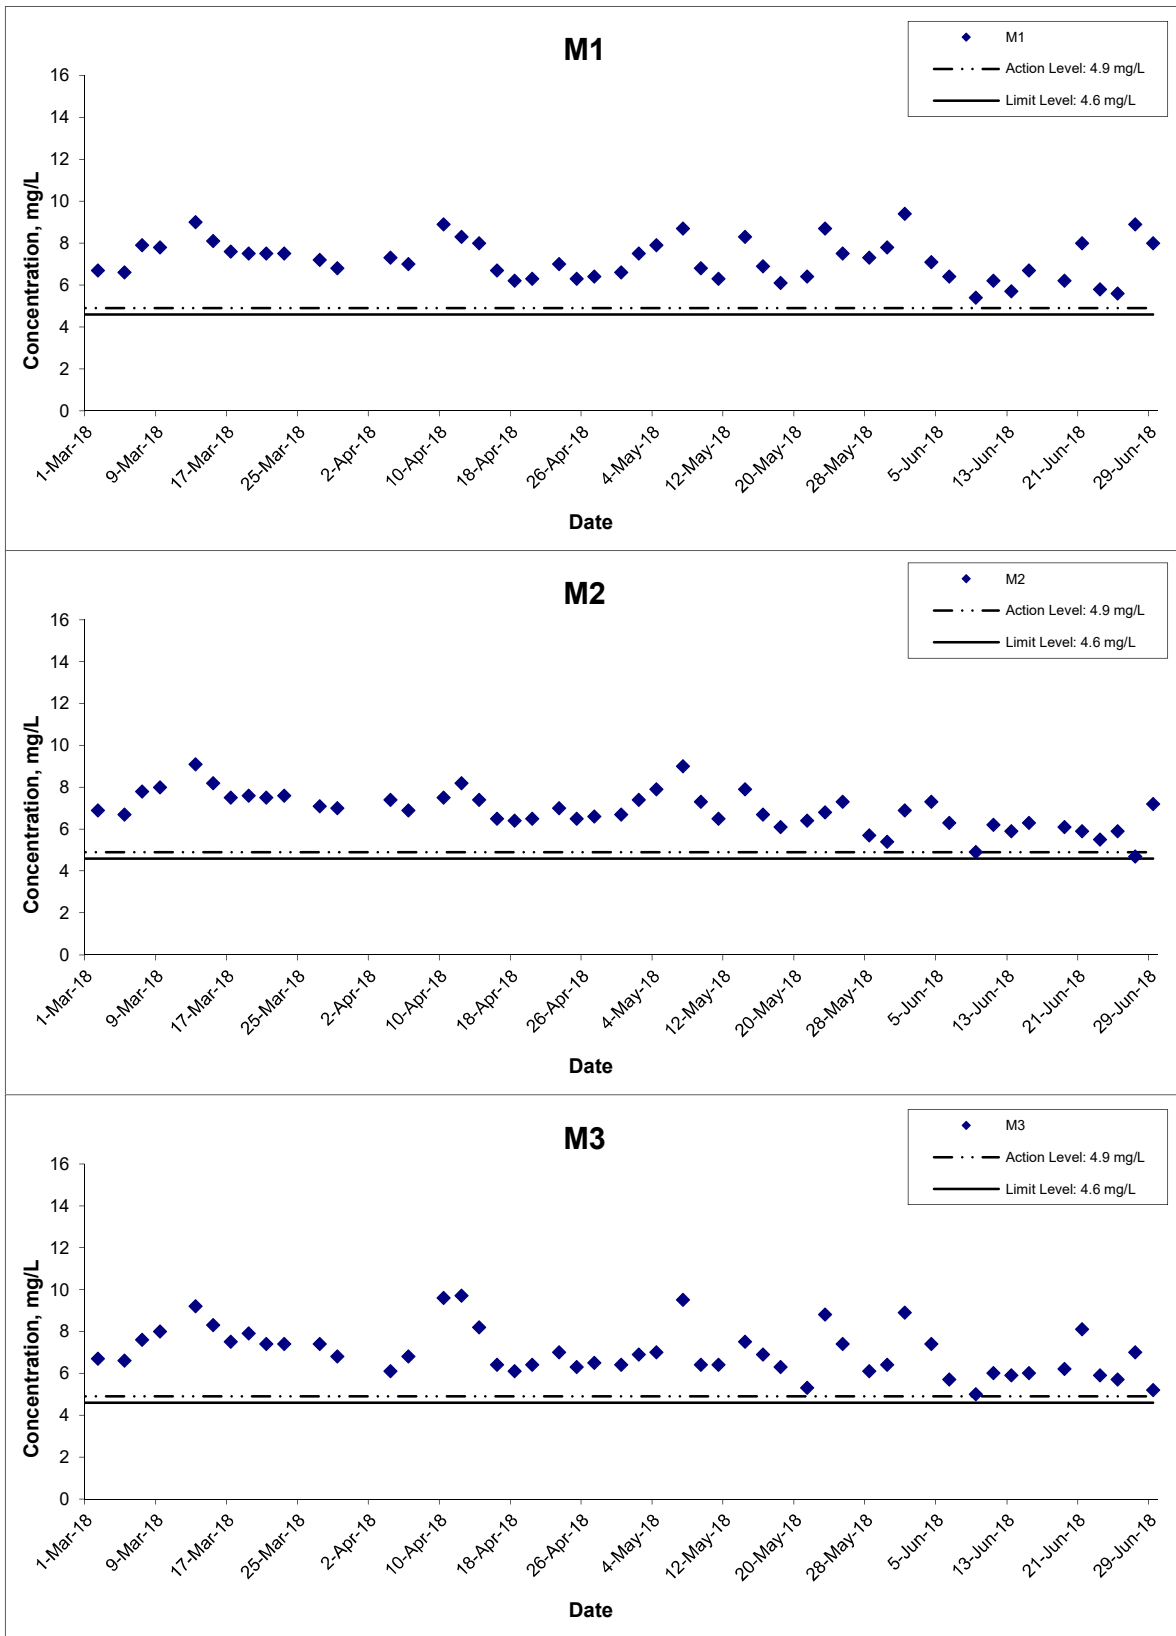 M1
M1
Action Level: 4.9 mg/L
Limit Level: 4.6 mg/L
Concentration, mg/L
16
14
12
10
8
6
4
2
0
1-Mar-18
9-Mar-18
17-Mar-18
25-Mar-18
2-Apr-18
10-Apr-18
18-Apr-18
26-Apr-18
4-May-18
12-May-18
20-May-18
28-May-18
5-Jun-18
13-Jun-18
21-Jun-18
29-Jun-18
Date
M2
M2
Action Level: 4.9 mg/L
Limit Level: 4.6 mg/L
Concentration, mg/L
16
14
12
10
8
6
4
2
0
1-Mar-18
9-Mar-18
17-Mar-18
25-Mar-18
2-Apr-18
10-Apr-18
18-Apr-18
26-Apr-18
4-May-18
12-May-18
20-May-18
28-May-18
5-Jun-18
13-Jun-18
21-Jun-18
29-Jun-18
Date
M3
M3
Action Level: 4.9 mg/L
Limit Level: 4.6 mg/L
Concentration, mg/L
16
14
12
10
8
6
4
2
0
1-Mar-18
9-Mar-18
17-Mar-18
25-Mar-18
2-Apr-18
10-Apr-18
18-Apr-18
26-Apr-18
4-May-18
12-May-18
20-May-18
28-May-18
5-Jun-18
13-Jun-18
21-Jun-18
29-Jun-18
Date